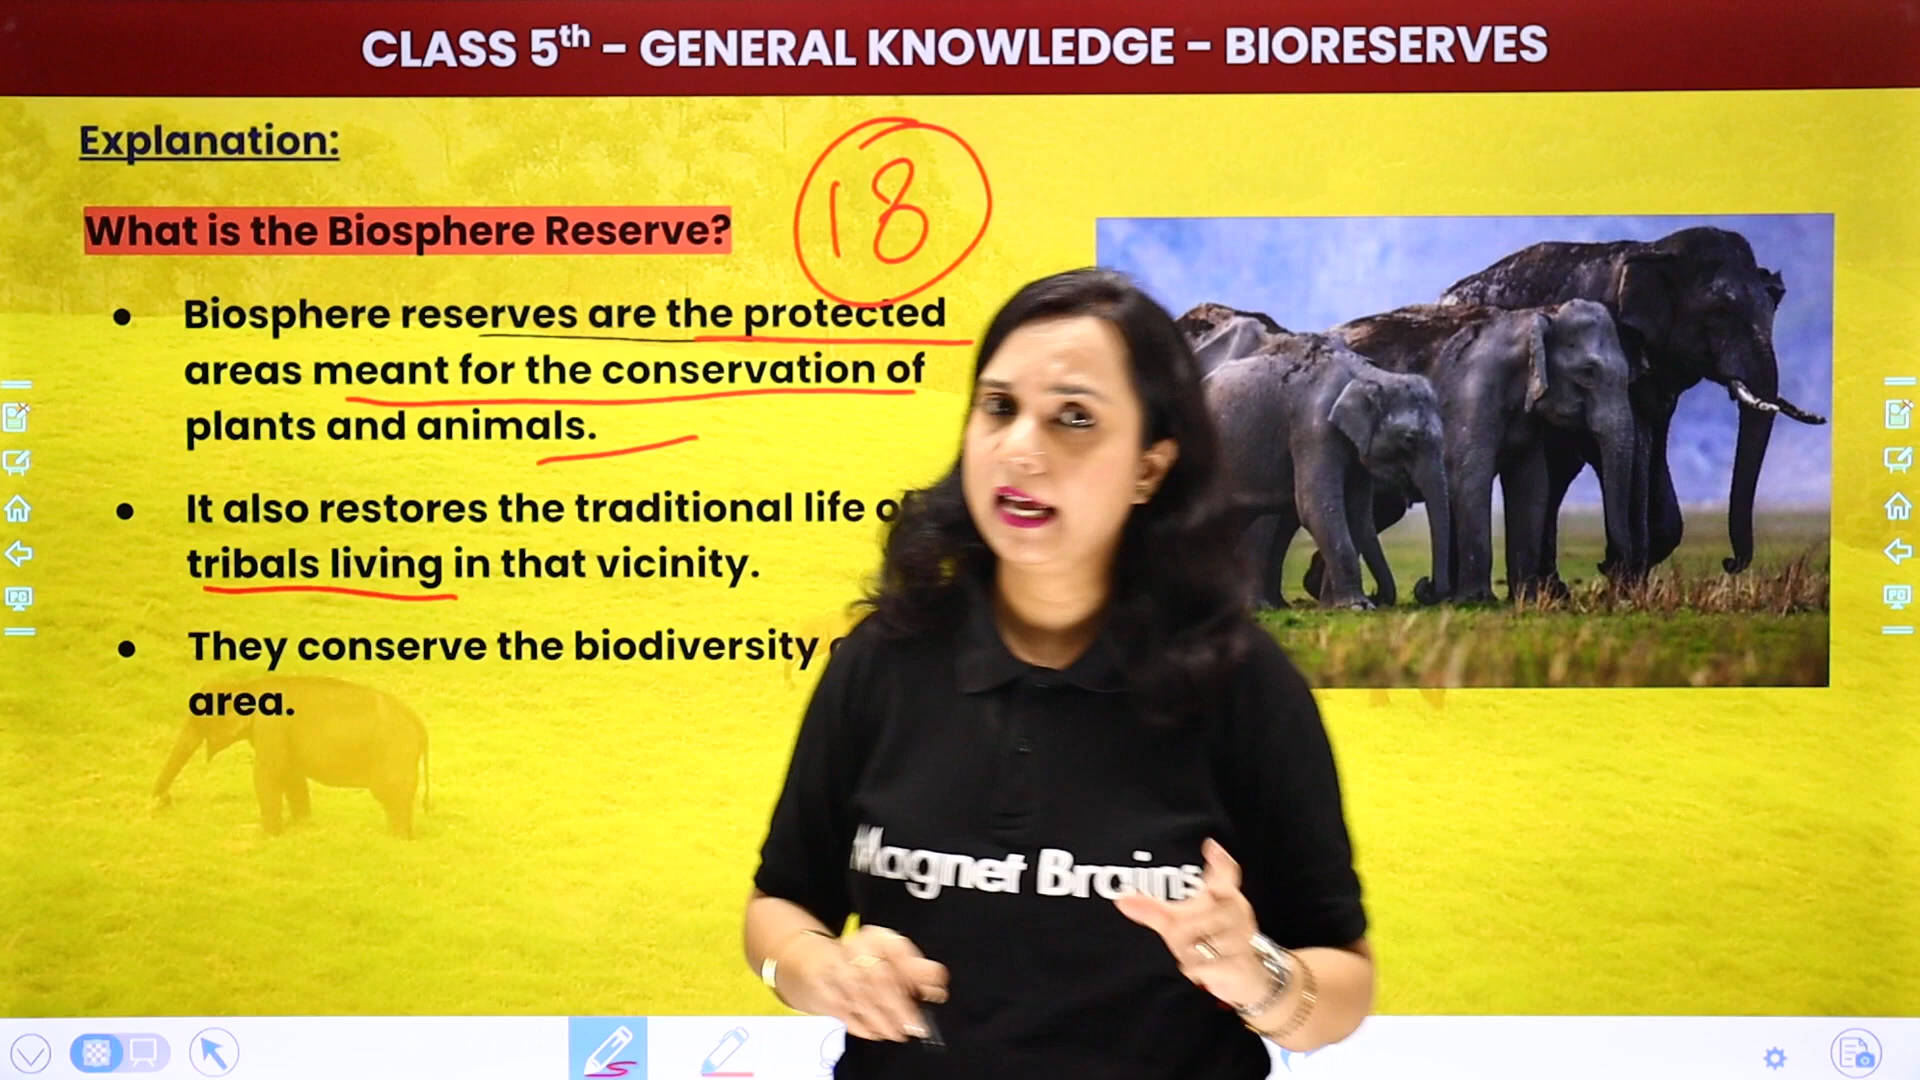 CLASS 5th – GENERAL KNOWLEDGE – BIORESERVES
Explanation:
18
What is the Biosphere Reserve?
● Biosphere reserves are the protected
areas meant for the conservation of
plants and animals.
● It also restores the traditional life
tribals living in that vicinity.
● They conserve the biodiversity
area.
Magnet Brains
PC
PC